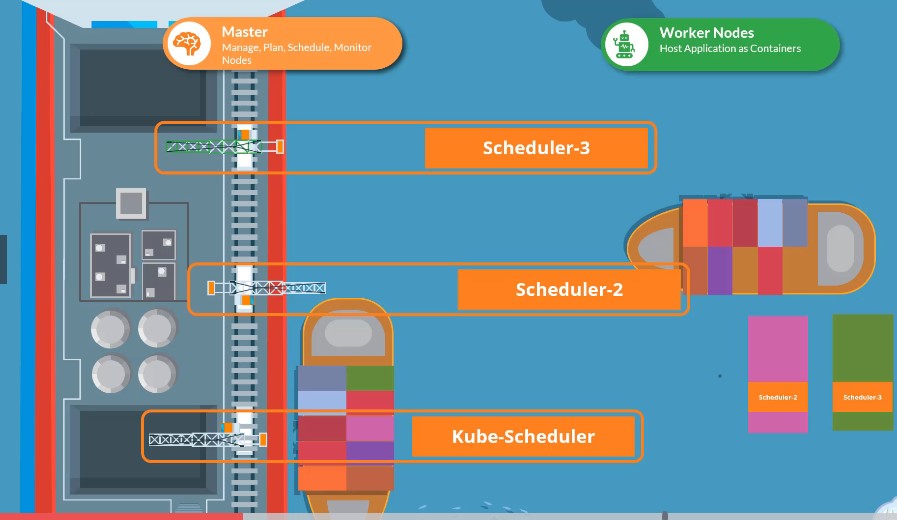 Master
Manage, Plan, Schedule, Monitor
Nodes
Worker Nodes
Host Application as Containers
Scheduler-3
Scheduler-2
Kube-Scheduler
Scheduler-2
Scheduler-3